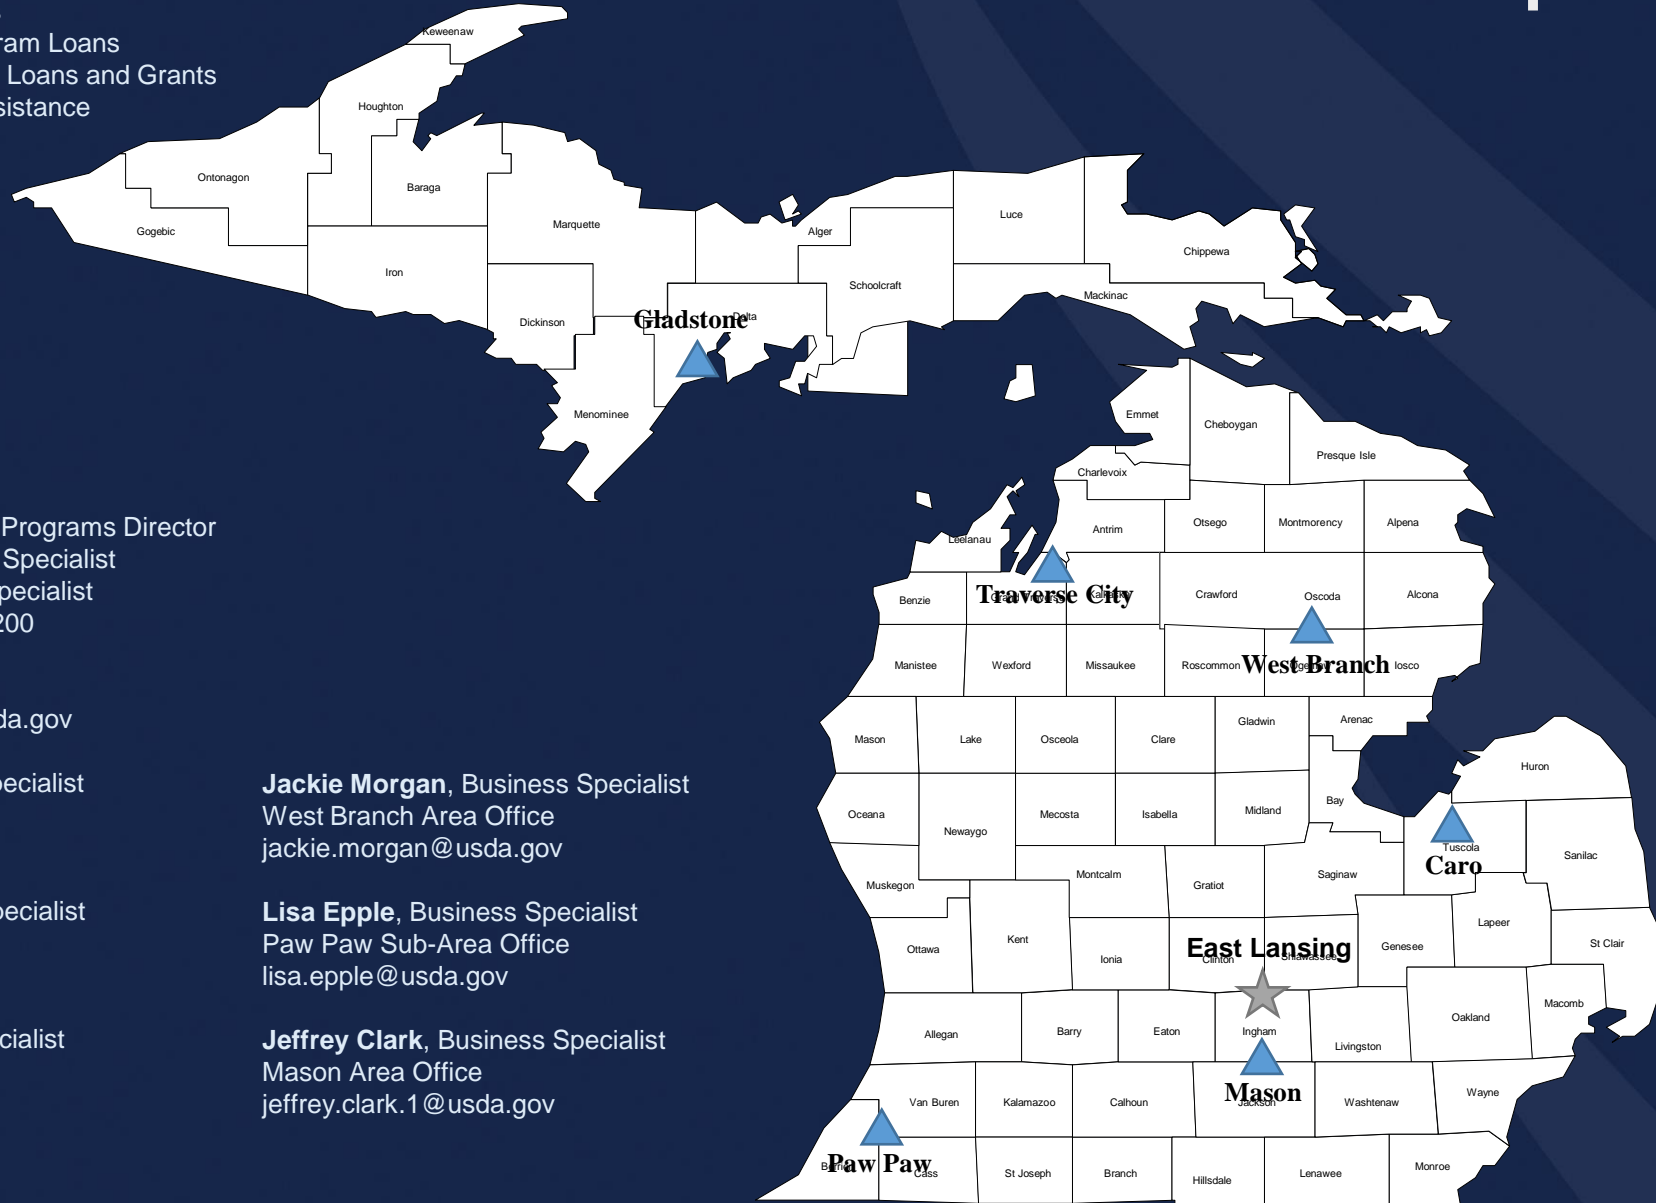 ram Loans
Loans and Grants
sistance
Programs Director
Specialist
pecialist
200
da.gov
pecialist
pecialist
cialist
Jackie Morgan, Business Specialist
West Branch Area Office
jackie.morgan@usda.gov
Lisa Epple, Business Specialist
Paw Paw Sub-Area Office
lisa.epple@usda.gov
Jeffrey Clark, Business Specialist
Mason Area Office
jeffrey.clark.1@usda.gov
Keweenaw
Houghton
Ontonagon
Baraga
Gogebic
Marquette
Iron
Alger
Luce
Chippewa
Schoolcraft
Mackinac
Dickinson
Gladstone
Delta
Menominee
Emmet
Cheboygan
Presque Isle
Charlevoix
Antrim
Otsego
Montmorency
Alpena
Leelanau
Benzie
Grand Traverse
Traverse City
Kalkaska
Crawford
Oscoda
Alcona
Manistee
Wexford
Missaukee
Roscommon
West Branch
Ogemaw
Iosco
Mason
Lake
Osceola
Clare
Gladwin
Arenac
Huron
Oceana
Newaygo
Mecosta
Isabella
Midland
Bay
Tuscola
Caro
Sanilac
Muskegon
Montcalm
Gratiot
Saginaw
Lapeer
Ottawa
Kent
Ionia
East Lansing
Clinton
Shiawassee
Genesee
St Clair
Allegan
Barry
Eaton
Ingham
Livingston
Oakland
Macomb
Van Buren
Kalamazoo
Calhoun
Mason
Jackson
Washtenaw
Wayne
Berrien
Paw Paw
Cass
St Joseph
Branch
Hillsdale
Lenawee
Monroe